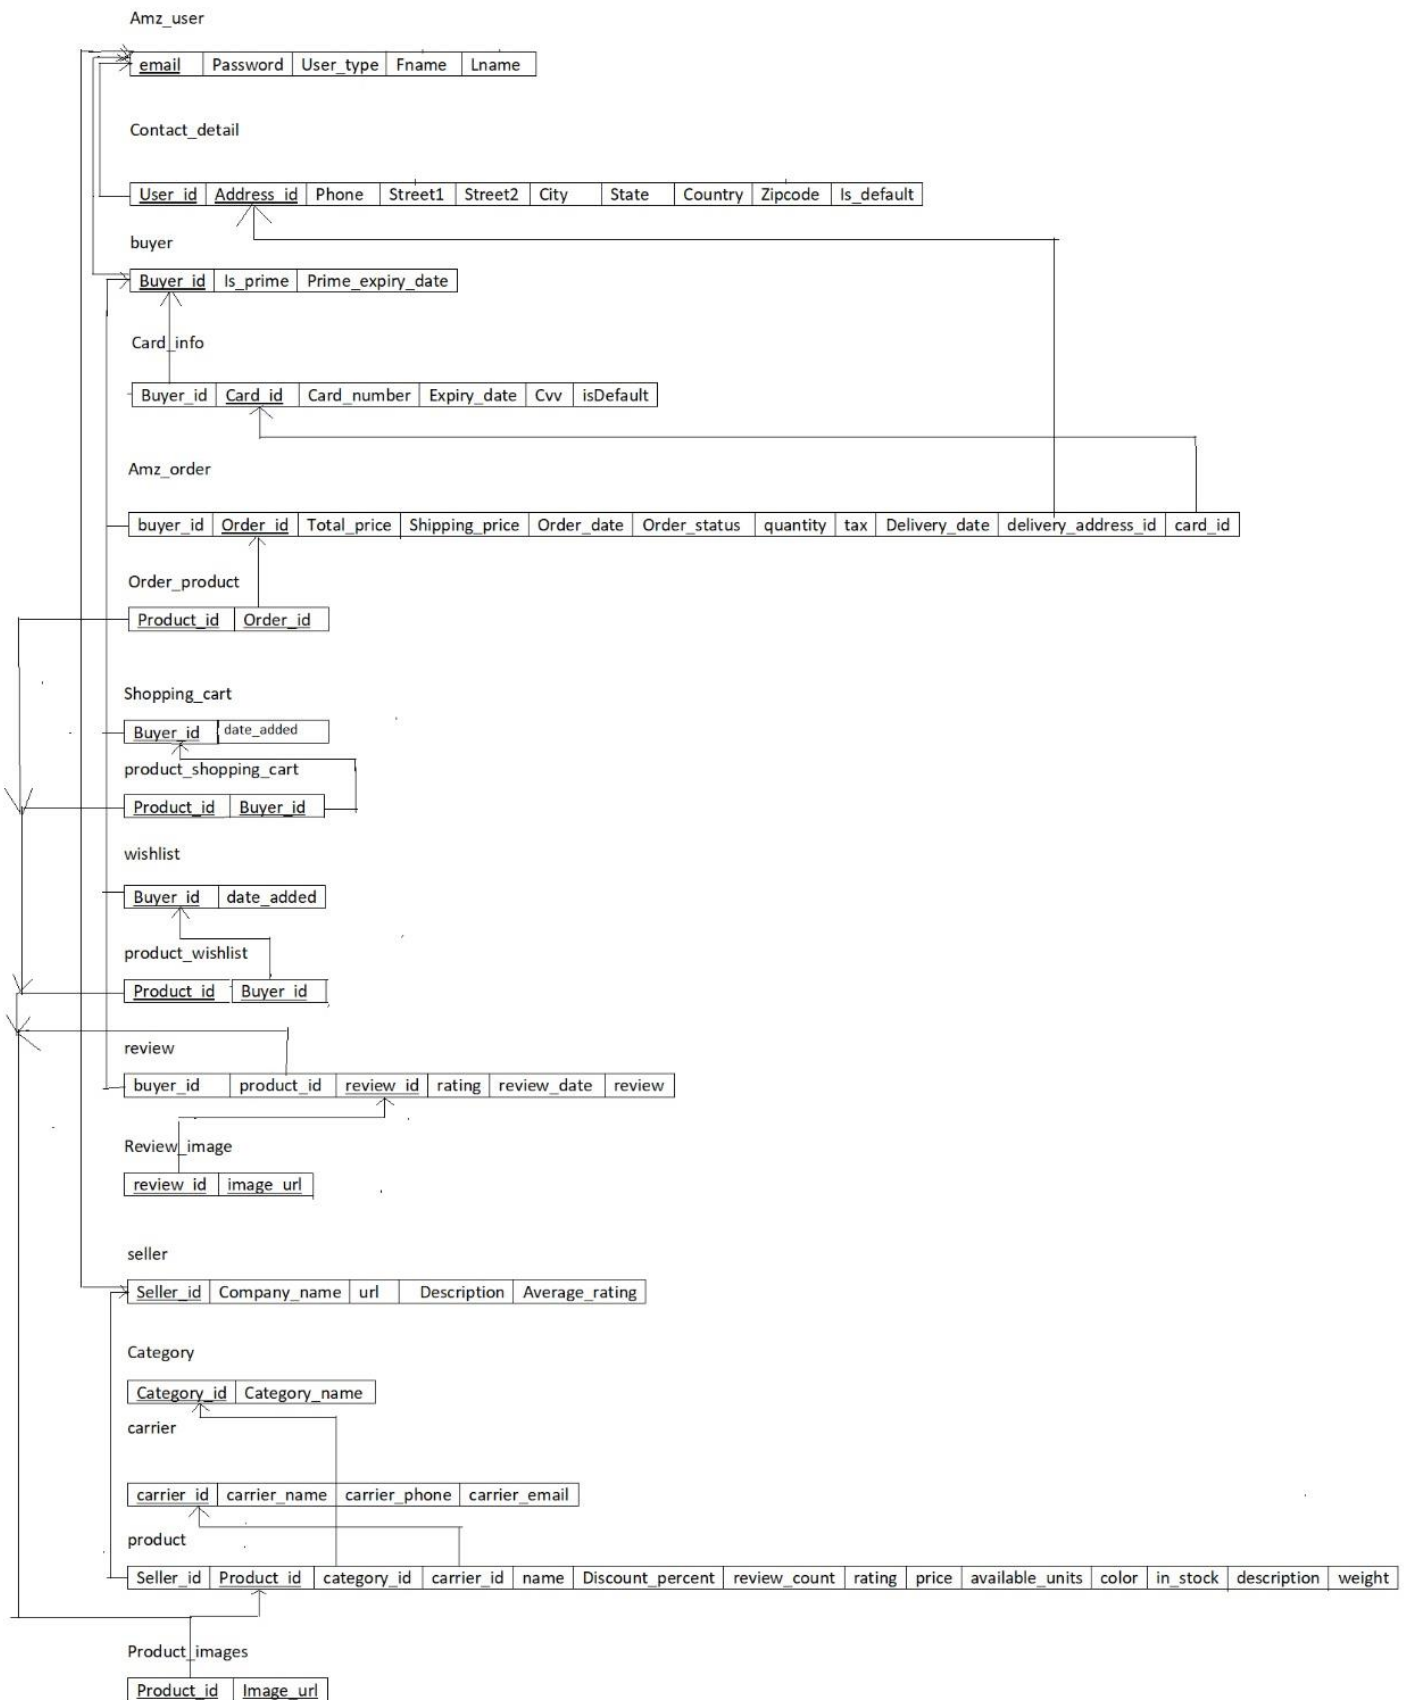 Amz_user
email Password User_type Fname Lname
Contact_detail
User_id Address_id Phone Street1 Street2 City State Country Zipcode Is_default
buyer
Buyer_id Is_prime Prime_expiry_date
Card_info
Buyer_id Card_id Card_number Expiry_date Cvv isDefault
Amz_order
buyer_id Order_id Total_price Shipping_price Order_date Order_status quantity tax Delivery_date delivery_address_id card_id
Order_product
Product_id Order_id
Shopping_cart
Buyer_id date_added
product_shopping_cart
Product_id Buyer_id
wishlist
Buyer_id date_added
product_wishlist
Product_id Buyer_id
review
buyer_id product_id review_id rating review_date review
Review_image
review_id image_url
seller
Seller_id Company_name url Description Average_rating
Category
Category_id Category_name
carrier
carrier_id carrier_name carrier_phone carrier_email
product
Seller_id Product_id category_id carrier_id name Discount_percent review_count rating price available_units color in_stock description weight
Product_images
Product_id Image_url